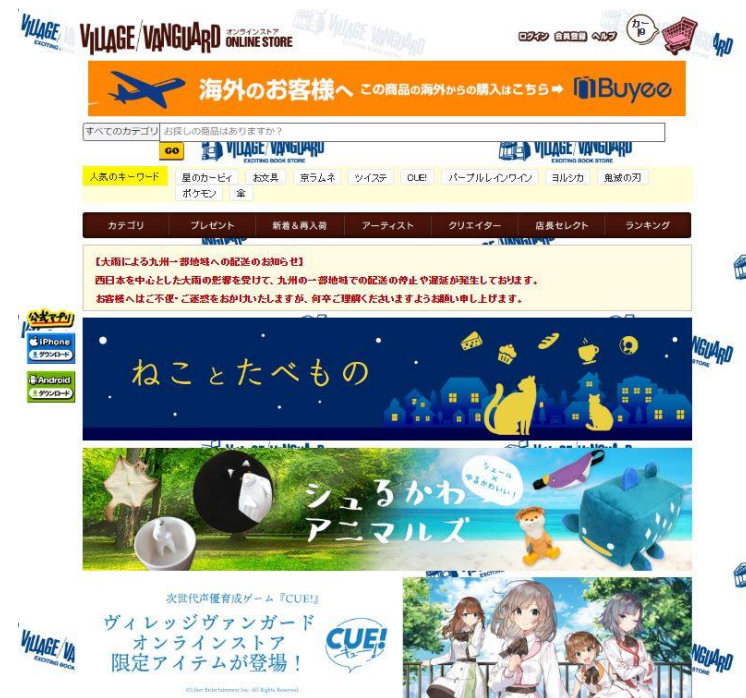 VILLAGE/VANGUARD オンラインストア ONLINE STORE
ログイン 会員登録 ヘルプ
海外のお客様へ この商品の海外からの購入はこちら➡ Buyee
すべてのカテゴリ お探しの商品はありますか？
GO
VILLAGE/VANGUARD
EXCITING BOOK STORE
VILLAGE/VANGUARD
EXCITING BOOK STORE
人気のキーワード 星のカービィ お文具 京ラムネ ツイステ CUE! パープルレインワイン ヨルシカ 鬼滅の刃
ポケモン 傘
カテゴリ プレゼント 新着&再入荷 アーティスト クリエイター 店長セレクト ランキング
【大雨による九州一部地域への配送のお知らせ】
西日本を中心とした大雨の影響を受けて、九州の一部地域での配送の停止や遅延が発生しております。
お客様へはご不便・ご迷惑をおかけいたしますが、何卒ご理解くださいますようお願い申し上げます。
公式アプリ
iPhone
ダウンロード
Android
ダウンロード
ねことたべもの
シュール
×
ゆるかわいい！
シュるかわ
アニマルズ
次世代声優育成ゲーム『CUE!』
ヴィレッジヴァンガード
オンラインストア
限定アイテムが登場！
CUE!
©Liber Entertainment Inc. All Rights Reserved.